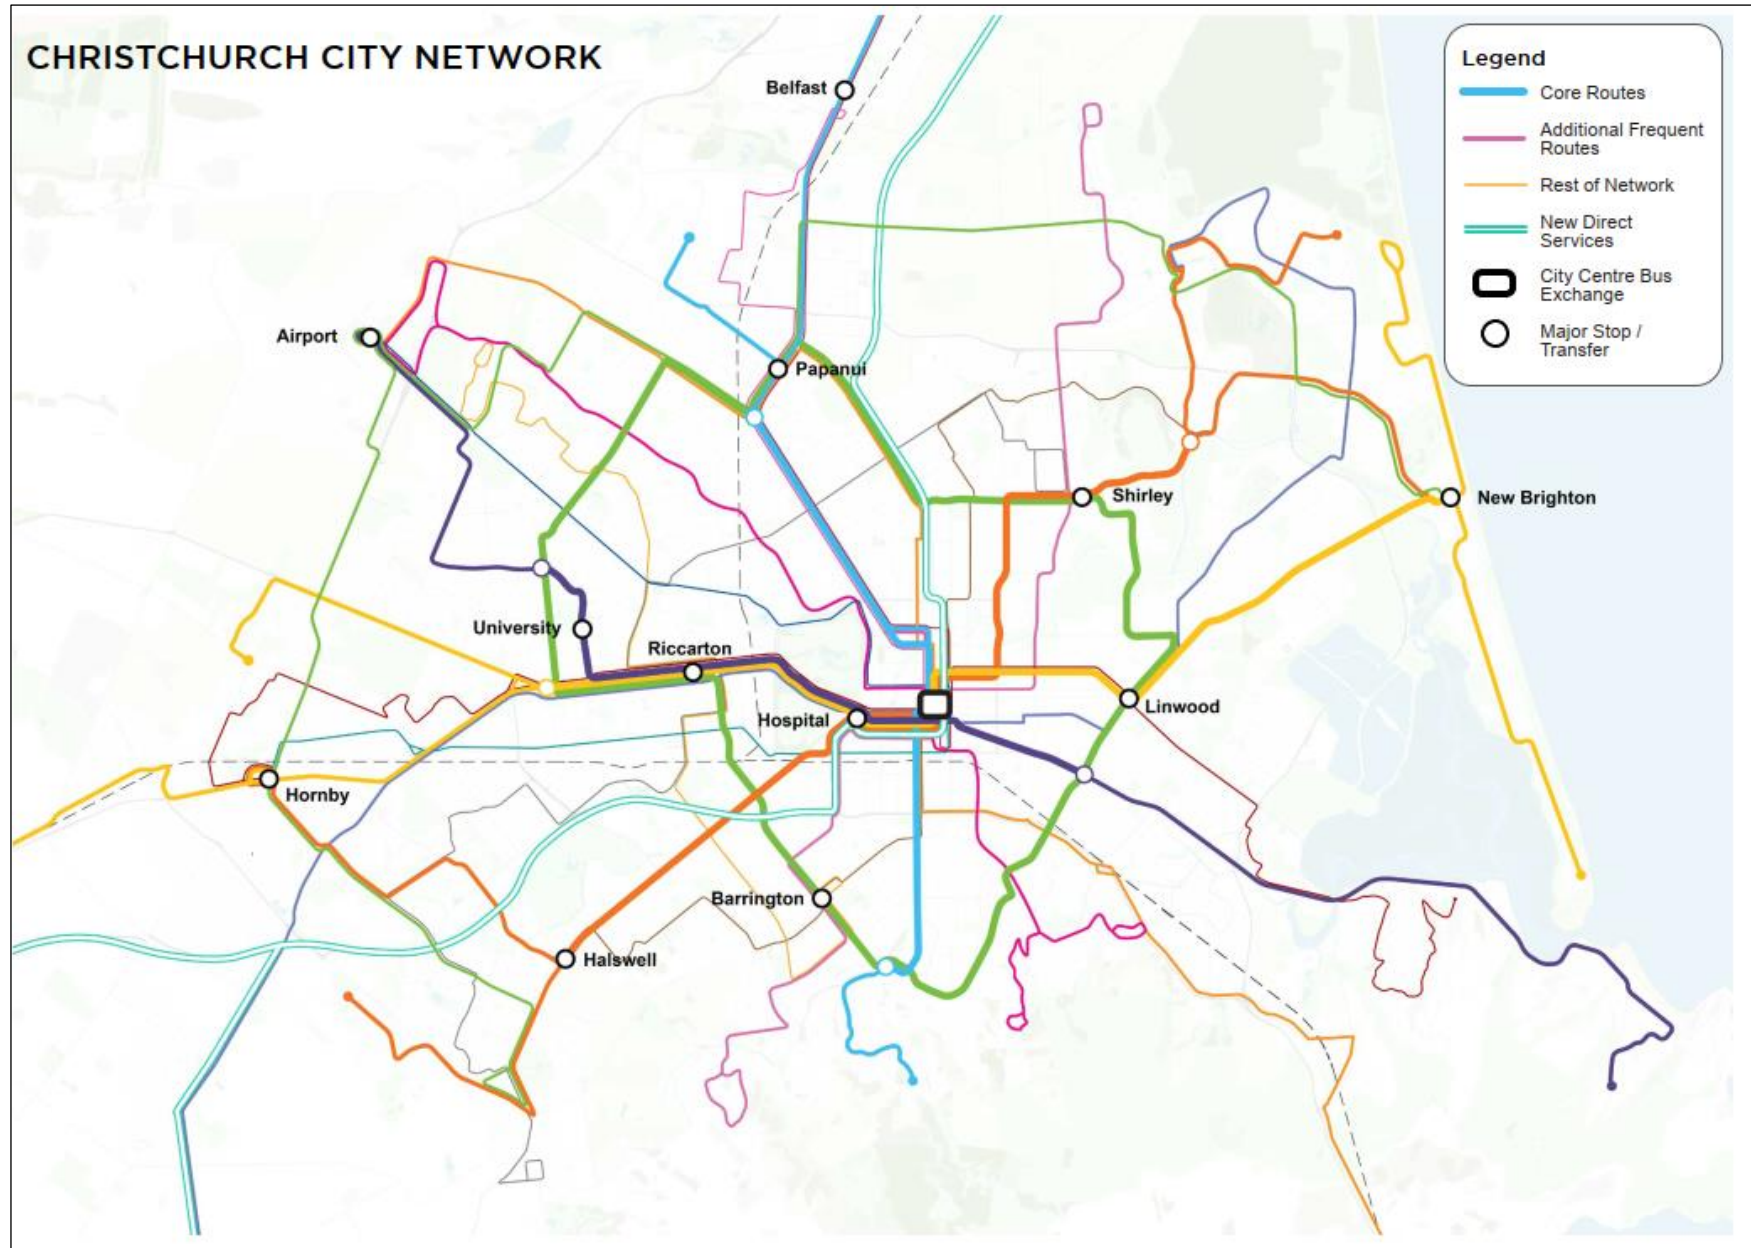 CHRISTCHURCH CITY NETWORK
Legend
Core Routes
Additional Frequent
Routes
Rest of Network
New Direct
Services
City Centre Bus
Exchange
Major Stop /
Transfer
Belfast
Airport
Papanui
Shirley
New Brighton
University
Riccarton
Hospital
Linwood
Hornby
Barrington
Halswell